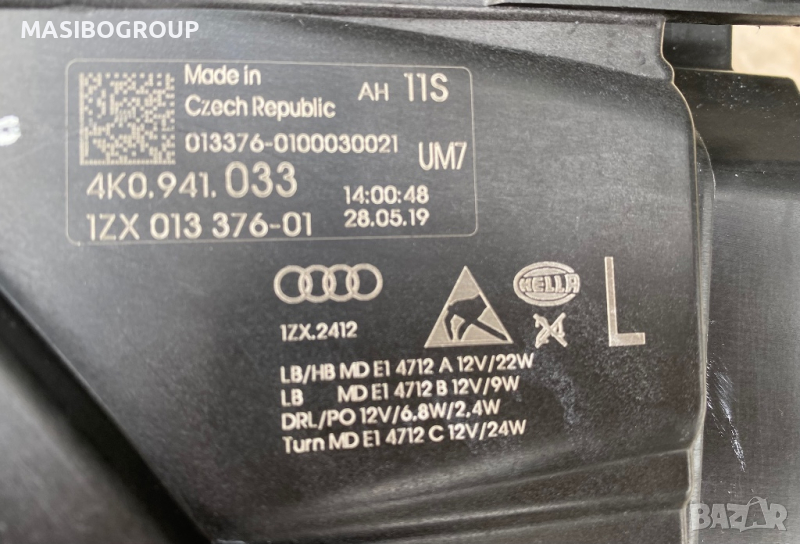 MASIBOGROUP
Made in
Czech Republic
AH 11S
013376-0100030021
UM7
4K0.941.033
14:00:48
1ZX 013 376-01
28.05.19
HELLA
1ZX.2412
L
LB/HB MD E1 4712 A 12V/22W
LB MD E1 4712 B 12V/9W
DRL/PO 12V/6.8W/2.4W
Turn MD E1 4712 C 12V/24W
BAZAR